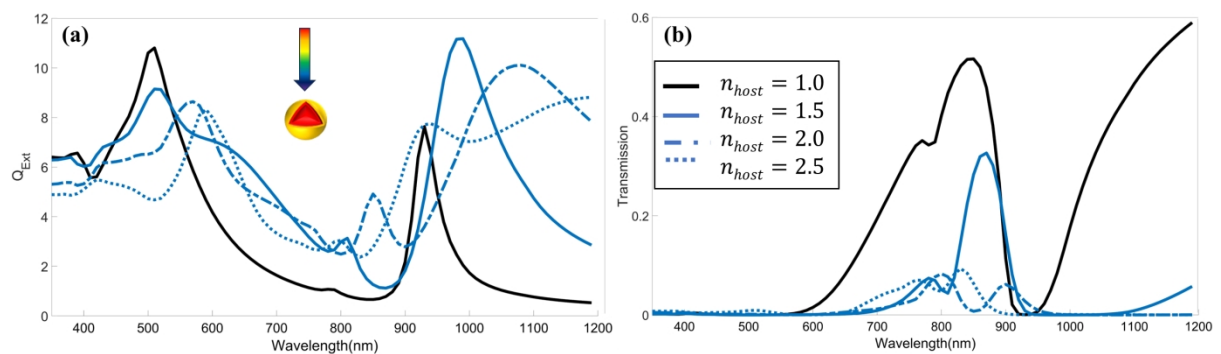 (a)
12
10
8
6
4
2
0
Q_Ext
400 500 600 700 800 900 1000 1100 1200
Wavelength(nm)
(b)
0.6
0.4
0.2
0
Transmission
n_host = 1.0
n_host = 1.5
n_host = 2.0
n_host = 2.5
400 500 600 700 800 900 1000 1100 1200
Wavelength(nm)